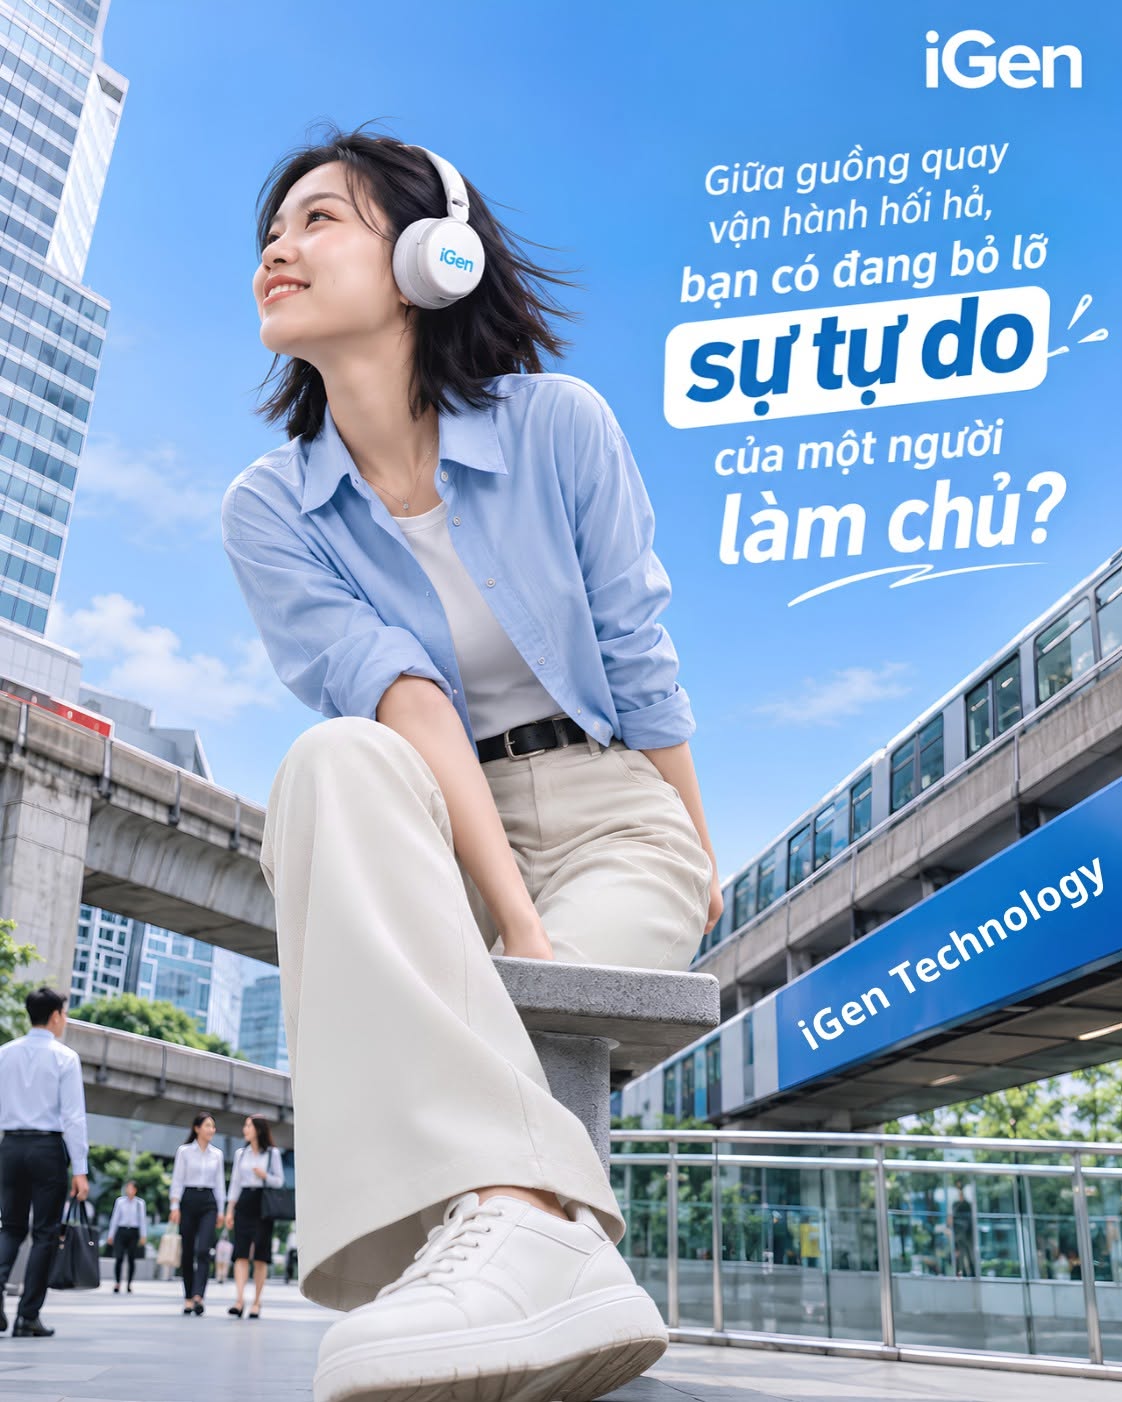 iGen
Giữa guồng quay
vận hành hối hả,
bạn có đang bỏ lỡ
sự tự do
của một người
làm chủ?
iGen
iGen Technology